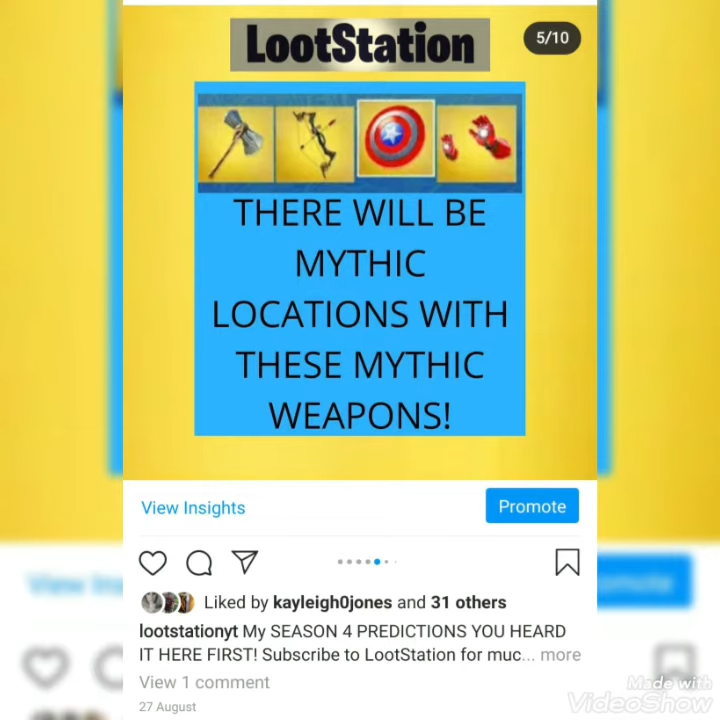 LootStation
5/10
THERE WILL BE
MYTHIC
LOCATIONS WITH
THESE MYTHIC
WEAPONS!
View Insights
Promote
Liked by kayleigh0jones and 31 others
lootstationyt My SEASON 4 PREDICTIONS YOU HEARD
IT HERE FIRST! Subscribe to LootStation for muc... more
View 1 comment
27 August
Made with
VideoShow